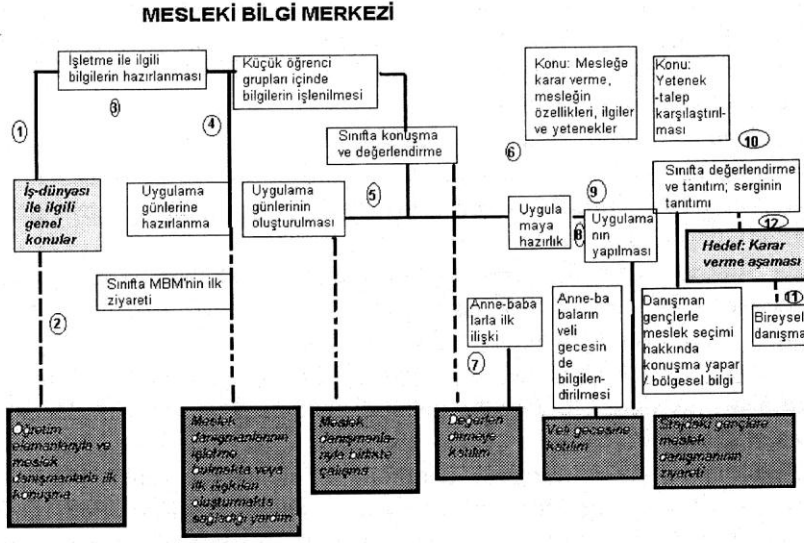 MESLEKİ BİLGİ MERKEZİ
İşletme ile ilgili
bilgilerin hazırlanması
Küçük öğrenci
grupları içinde
bilgilerin işlenilmesi
Konu: Mesleğe
karar verme,
mesleğin
özellikleri, ilgiler
ve yetenekler
Konu:
Yetenek
-talep
karşılaştırıl-
ması
3
1
4
Sınıfta konuşma
ve değerlendirme
6
10
Sınıfta değerlendirme
ve tanıtım; serginin
tanıtımı
İş-dünyası
ile ilgili
genel
konular
Uygulama
günlerine
hazırlanma
Uygulama
günlerinin
oluşturulması
5
9
Uygula
maya
hazırlık
8
Uygulama
nın
yapılması
12
Hedef: Karar
verme aşaması
Sınıfta MBM'nin ilk
ziyareti
2
Anne-baba
larla ilk
ilişki
7
Anne-ba
baların
veli
gecesin
de
bilgilen-
dirilmesi
Danışman
gençlerle
meslek seçimi
hakkında
konuşma yapar
/ bölgesel bilgi
11
Bireysel
danışma
Öğretim
elemanlarıyla ve
meslek
danışmanlarla ilk
konuşma
Meslek
danışmanlarının
işletme
bulmakta veya
ilk ilişkileri
oluşturmakta
sağladığı yardım
Meslek
danışmanla-
rıyla birlikte
çalışma
Değerlen
dirmeye
katılım
Veli gecesine
katılım
Stajdaki gençlere
meslek
danışmanının
ziyareti